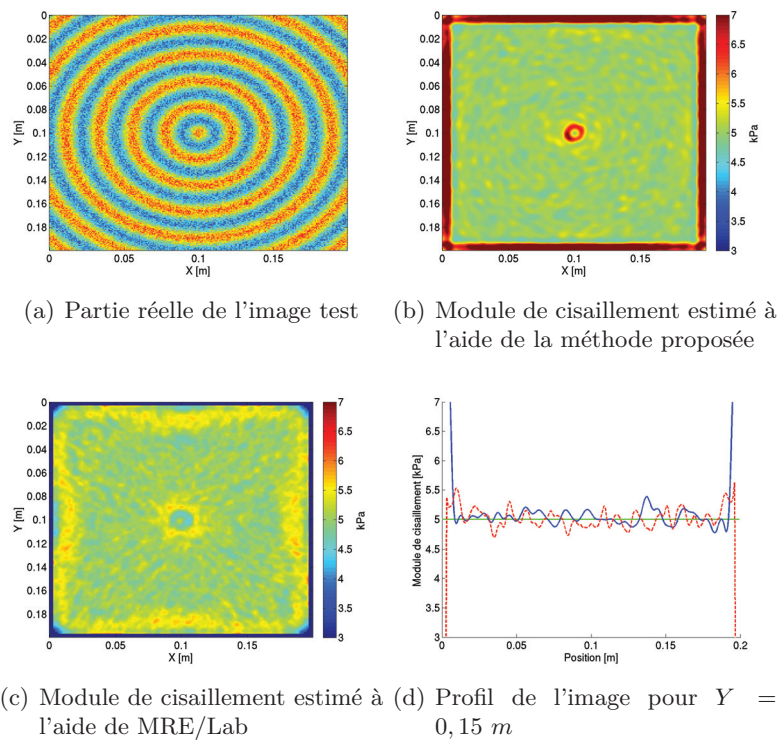 0
0.02
0.04
0.06
0.08
0.1
0.12
0.14
0.16
0.18
Y [m]
0 0.05 0.1 0.15
X [m]
0
0.02
0.04
0.06
0.08
0.1
0.12
0.14
0.16
0.18
Y [m]
0 0.05 0.1 0.15
X [m]
7
6.5
6
5.5
5
4.5
4
3.5
3
kPa
(a) Partie réelle de l'image test
(b) Module de cisaillement estimé à
l'aide de la méthode proposée
0
0.02
0.04
0.06
0.08
0.1
0.12
0.14
0.16
0.18
Y [m]
0 0.05 0.1 0.15
X [m]
7
6.5
6
5.5
5
4.5
4
3.5
3
kPa
7
6.5
6
5.5
5
4.5
4
3.5
3
Module de cisaillement [kPa]
0 0.05 0.1 0.15 0.2
Position [m]
(c) Module de cisaillement estimé à
l'aide de MRE/Lab
(d) Profil de l'image pour Y =
0, 15 m